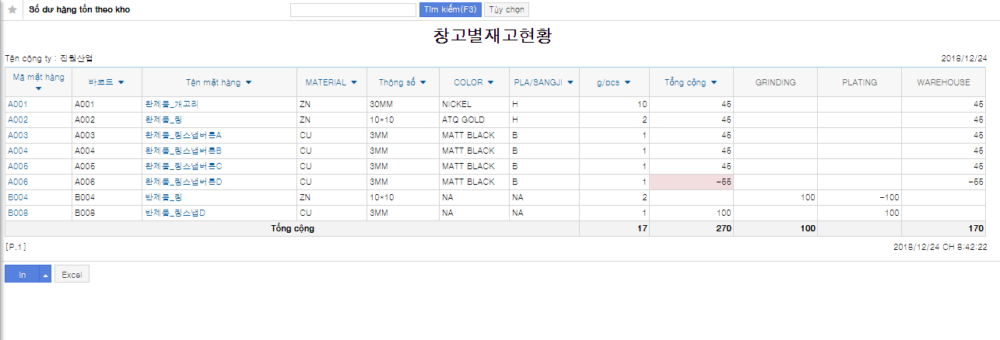 Số dư hàng tồn theo kho Tìm kiếm(F3) Tùy chọn
창고별재고현황
Tên công ty : 진원산업 2018/12/24
Mã mặt hàng 바코드 Tên mặt hàng MATERIAL Thông số COLOR PLA/SANGJI g/pcs Tổng cộng GRINDING PLATING WAREHOUSE
A001 A001 완제품_개고리 ZN 30MM NICKEL H 10 45 45
A002 A002 완제품_링 ZN 10*10 ATQ GOLD H 2 45 45
A003 A003 완제품_링스냅버튼A CU 3MM MATT BLACK B 1 45 45
A004 A004 완제품_링스냅버튼B CU 3MM MATT BLACK B 1 45 45
A005 A005 완제품_링스냅버튼C CU 3MM MATT BLACK B 1 45 45
A006 A006 완제품_링스냅버튼D CU 3MM MATT BLACK B 1 -55 -55
B004 B004 반제품_링 ZN 10*10 NA NA 2 100 -100
B008 B008 반제품_링스냅D CU 3MM NA NA 1 100 100
Tổng cộng 17 270 100 170
[P.1] 2018/12/24 CH 8:42:22
In Excel